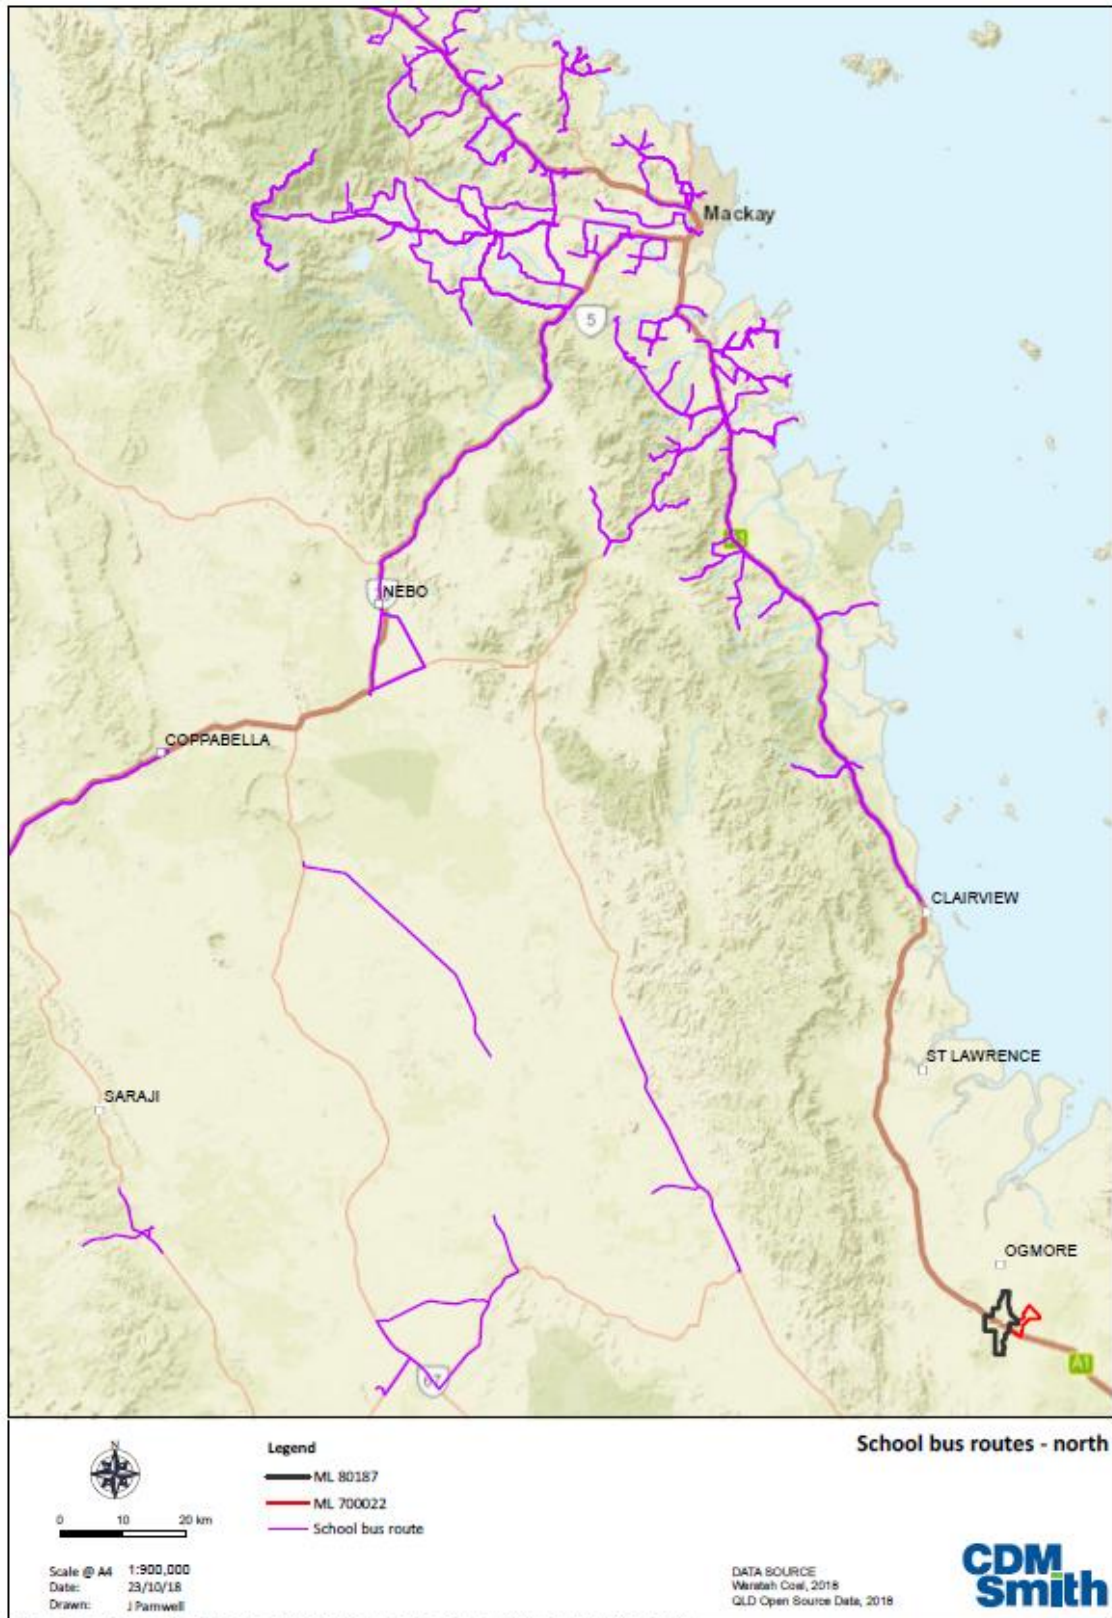 Mackay
5
NEBO
COPPABELLA
CLAIRVIEW
ST LAWRENCE
SARAJI
OGMORE
A1
67
School bus routes - north
N
Legend
ML 80187
ML 700022
School bus route
0 10 20 km
Scale @ A4 1:900,000
Date: 23/10/18
Drawn: J Pamwell
DATA SOURCE
Waratah Coal, 2018
QLD Open Source Data, 2018
CDM
Smith